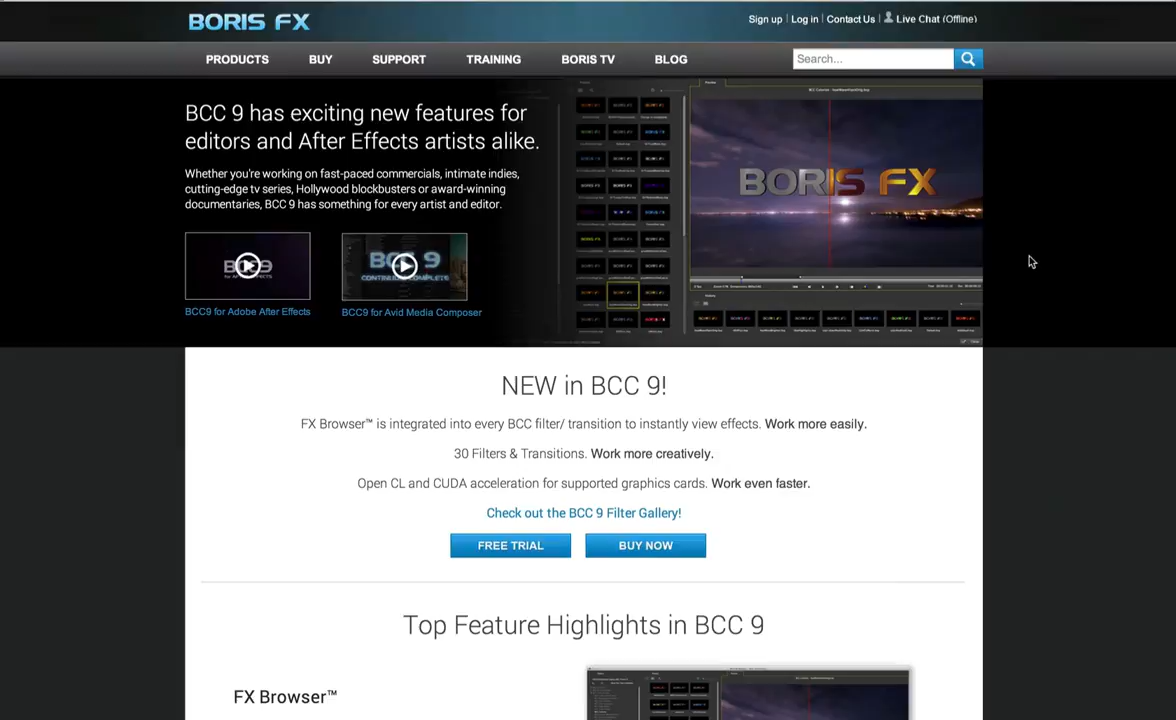 BORIS FX
Sign up | Log in | Contact Us | Live Chat (Offline)
PRODUCTS BUY SUPPORT TRAINING BORIS TV BLOG Search...
BCC 9 has exciting new features for
editors and After Effects artists alike.
Whether you're working on fast-paced commercials, intimate indies,
cutting-edge tv series, Hollywood blockbusters or award-winning
documentaries, BCC 9 has something for every artist and editor.
BORIS FX
BCC 9
BCC9 for Adobe After Effects
BCC9 for Avid Media Composer
NEW in BCC 9!
FX Browser™ is integrated into every BCC filter/ transition to instantly view effects. Work more easily.
30 Filters & Transitions. Work more creatively.
Open CL and CUDA acceleration for supported graphics cards. Work even faster.
Check out the BCC 9 Filter Gallery!
FREE TRIAL BUY NOW
Top Feature Highlights in BCC 9
FX Browser™